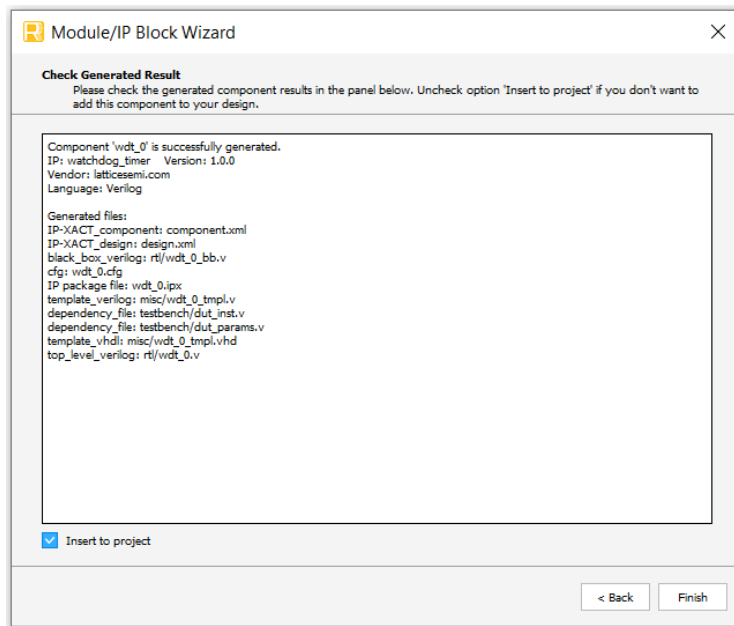 Module/IP Block Wizard
Check Generated Result
Please check the generated component results in the panel below. Uncheck option 'Insert to project' if you don't want to
add this component to your design.
Component 'wdt_0' is successfully generated.
IP: watchdog_timer    Version: 1.0.0
Vendor: latticesemi.com
Language: Verilog
Generated files:
IP-XACT_component: component.xml
IP-XACT_design: design.xml
black_box_verilog: rtl/wdt_0_bb.v
cfg: wdt_0.cfg
IP package file: wdt_0.ipx
template_verilog: misc/wdt_0_tmpl.v
dependency_file: testbench/dut_inst.v
dependency_file: testbench/dut_params.v
template_vhdl: misc/wdt_0_tmpl.vhd
top_level_verilog: rtl/wdt_0.v
Insert to project
< Back
Finish